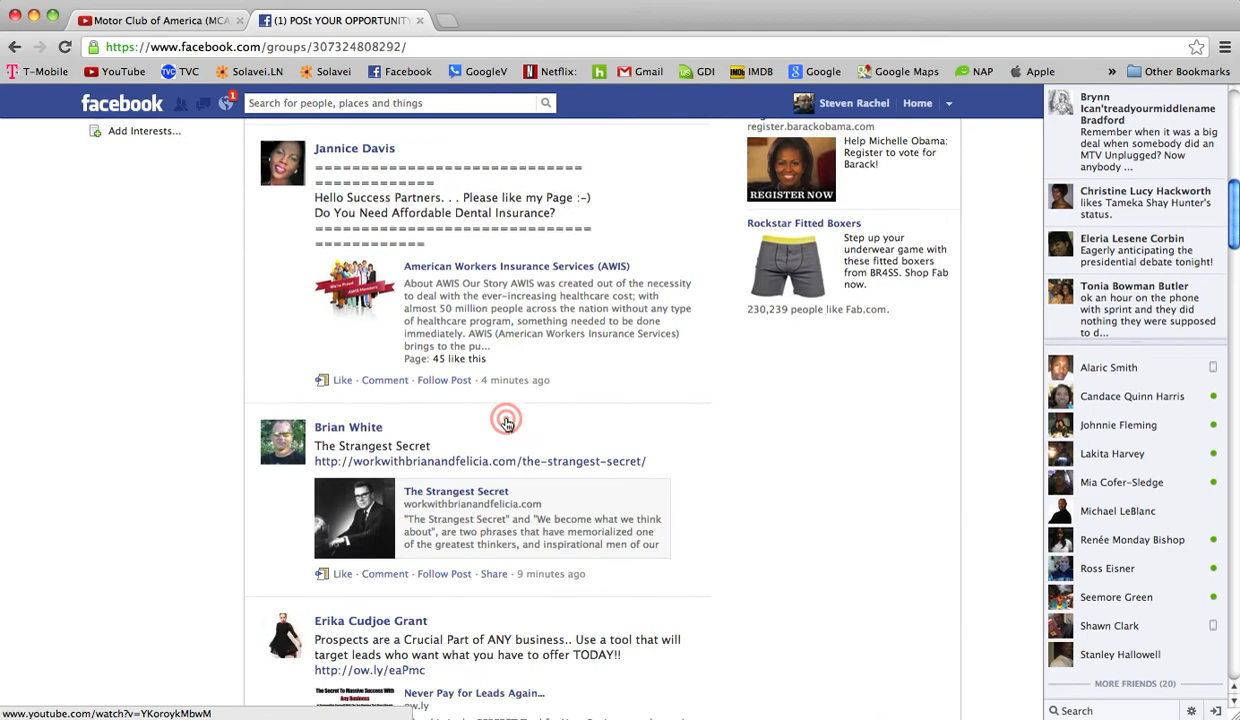 Motor Club of America (MCA
(1) POSt YOUR OPPORTUNITY
https://www.facebook.com/groups/307324808292/
T-Mobile YouTube TVC Solavei.LN Solavei Facebook GoogleV Netflix: Gmail GDI IMDB Google Google Maps NAP Apple » Other Bookmarks
facebook 1 Search for people, places and things Steven Rachel Home
Add Interests...
Jannice Davis
============================
=============
Hello Success Partners. . . Please like my Page :-)
Do You Need Affordable Dental Insurance?
=============================
============
American Workers Insurance Services (AWIS)
About AWIS Our Story AWIS was created out of the necessity
to deal with the ever-increasing healthcare cost; with
almost 50 million people across the nation without any type
of healthcare program, something needed to be done
immediately. AWIS (American Workers Insurance Services)
brings to the pu...
Page: 45 like this
Like · Comment · Follow Post · 4 minutes ago
Brian White
The Strangest Secret
http://workwithbrianandfelicia.com/the-strangest-secret/
The Strangest Secret
workwithbrianandfelicia.com
"The Strangest Secret" and "We become what we think
about", are two phrases that have memorialized one
of the greatest thinkers, and inspirational men of our
Like · Comment · Follow Post · Share · 9 minutes ago
Erika Cudjoe Grant
Prospects are a Crucial Part of ANY business.. Use a tool that will
target leads who want what you have to offer TODAY!!
http://ow.ly/eaPmc
The Secret To Massive Success With
Any Business
Never Pay for Leads Again...
ow.ly
www.youtube.com/watch?v=YKoroykMbwM
register.barackobama.com
REGISTER NOW
Help Michelle Obama:
Register to vote for
Barack!
Rockstar Fitted Boxers
Step up your
underwear game with
these fitted boxers
from BR4SS. Shop Fab
now.
230,239 people like Fab.com.
Brynn
Ican'treadyourmiddlename
Bradford
Remember when it was a big
deal when somebody did an
MTV Unplugged? Now
anyboy ...
Christine Lucy Hackworth
likes Tameka Shay Hunter's
status.
Eleria Lesene Corbin
Eagerly anticipating the
presidential debate tonight!
Tonia Bowman Butler
ok an hour on the phone
with sprint and they did
nothing they were supposed
to d...
Alaric Smith
Candace Quinn Harris
Johnnie Fleming
Lakita Harvey
Mia Cofer-Sledge
Michael LeBlanc
Renée Monday Bishop
Ross Eisner
Seemore Green
Shawn Clark
Stanley Hallowell
MORE FRIENDS (20)
Search